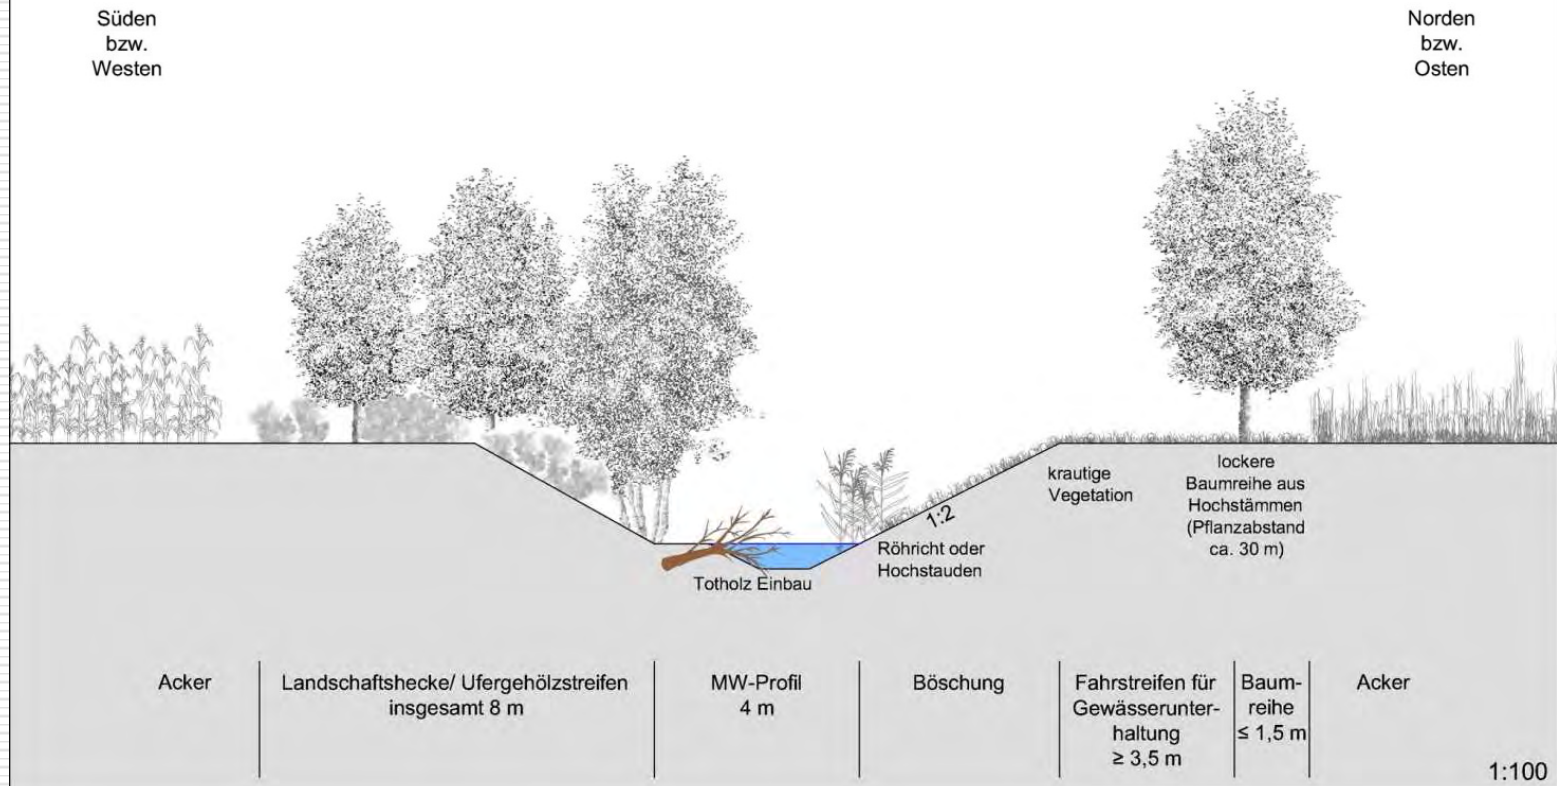 Süden
bzw.
Westen
Norden
bzw.
Osten
1:2
krautige
Vegetation
lockere
Baumreihe aus
Hochstämmen
(Pflanzabstand
ca. 30 m)
Röhricht oder
Hochstauden
Totholz Einbau
Acker
Landschaftshecke/ Ufergehölzstreifen
insgesamt 8 m
MW-Profil
4 m
Böschung
Fahrstreifen für
Gewässerunter-
haltung
≥ 3,5 m
Baum-
reihe
≤ 1,5 m
Acker
1:100